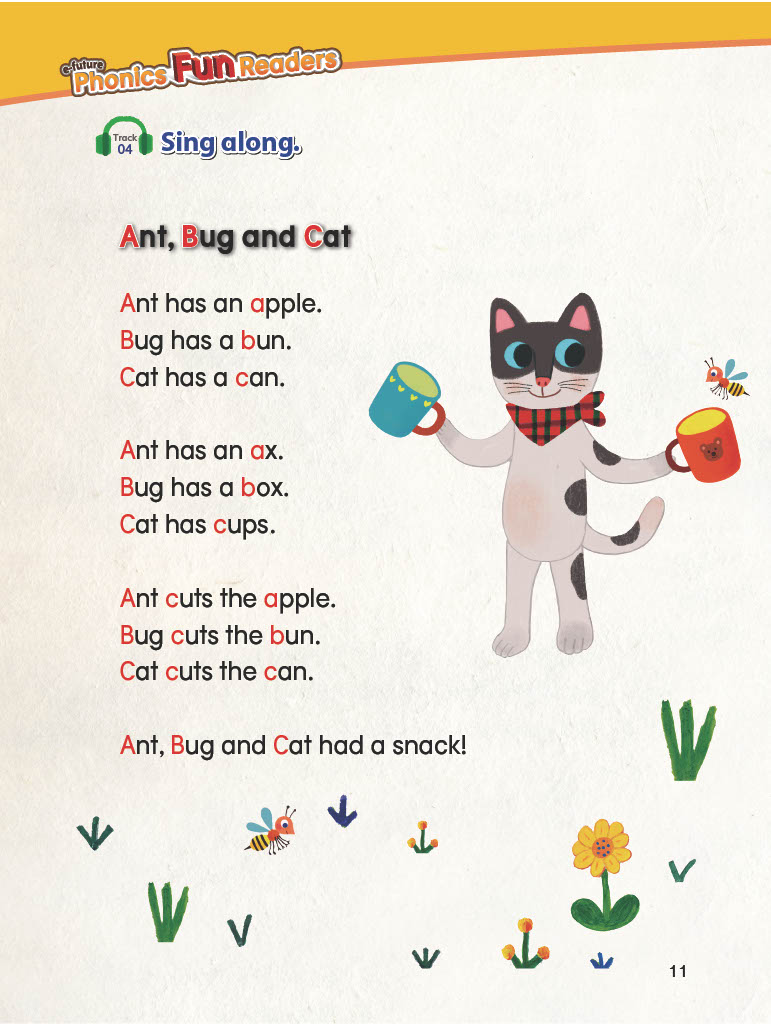 e-future
Phonics Fun Readers
Track
04
Sing along.
Ant, Bug and Cat
Ant has an apple.
Bug has a bun.
Cat has a can.
Ant has an ax.
Bug has a box.
Cat has cups.
Ant cuts the apple.
Bug cuts the bun.
Cat cuts the can.
Ant, Bug and Cat had a snack!
11